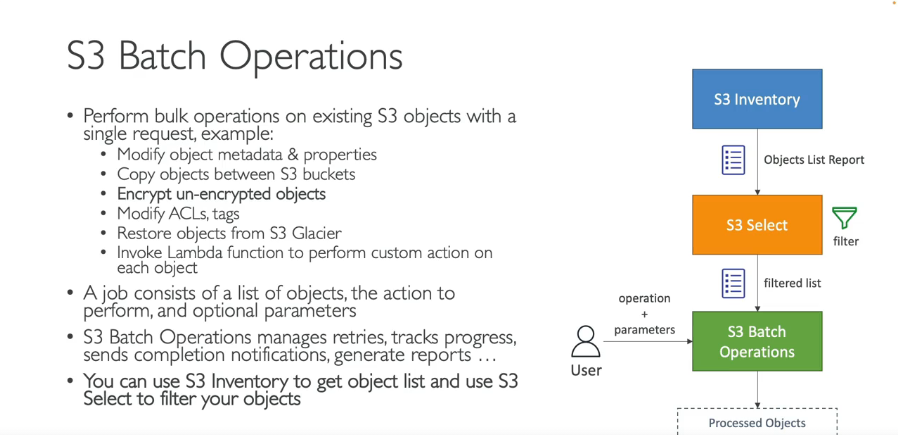 S3 Batch Operations
• Perform bulk operations on existing S3 objects with a
single request, example:
• Modify object metadata & properties
• Copy objects between S3 buckets
• Encrypt un-encrypted objects
• Modify ACLs, tags
• Restore objects from S3 Glacier
• Invoke Lambda function to perform custom action on
each object
• A job consists of a list of objects, the action to
perform, and optional parameters
• S3 Batch Operations manages retries, tracks progress,
sends completion notifications, generate reports …
• You can use S3 Inventory to get object list and use S3
Select to filter your objects
S3 Inventory
Objects List Report
S3 Select
filter
filtered list
operation
+
parameters
User
S3 Batch
Operations
Processed Objects